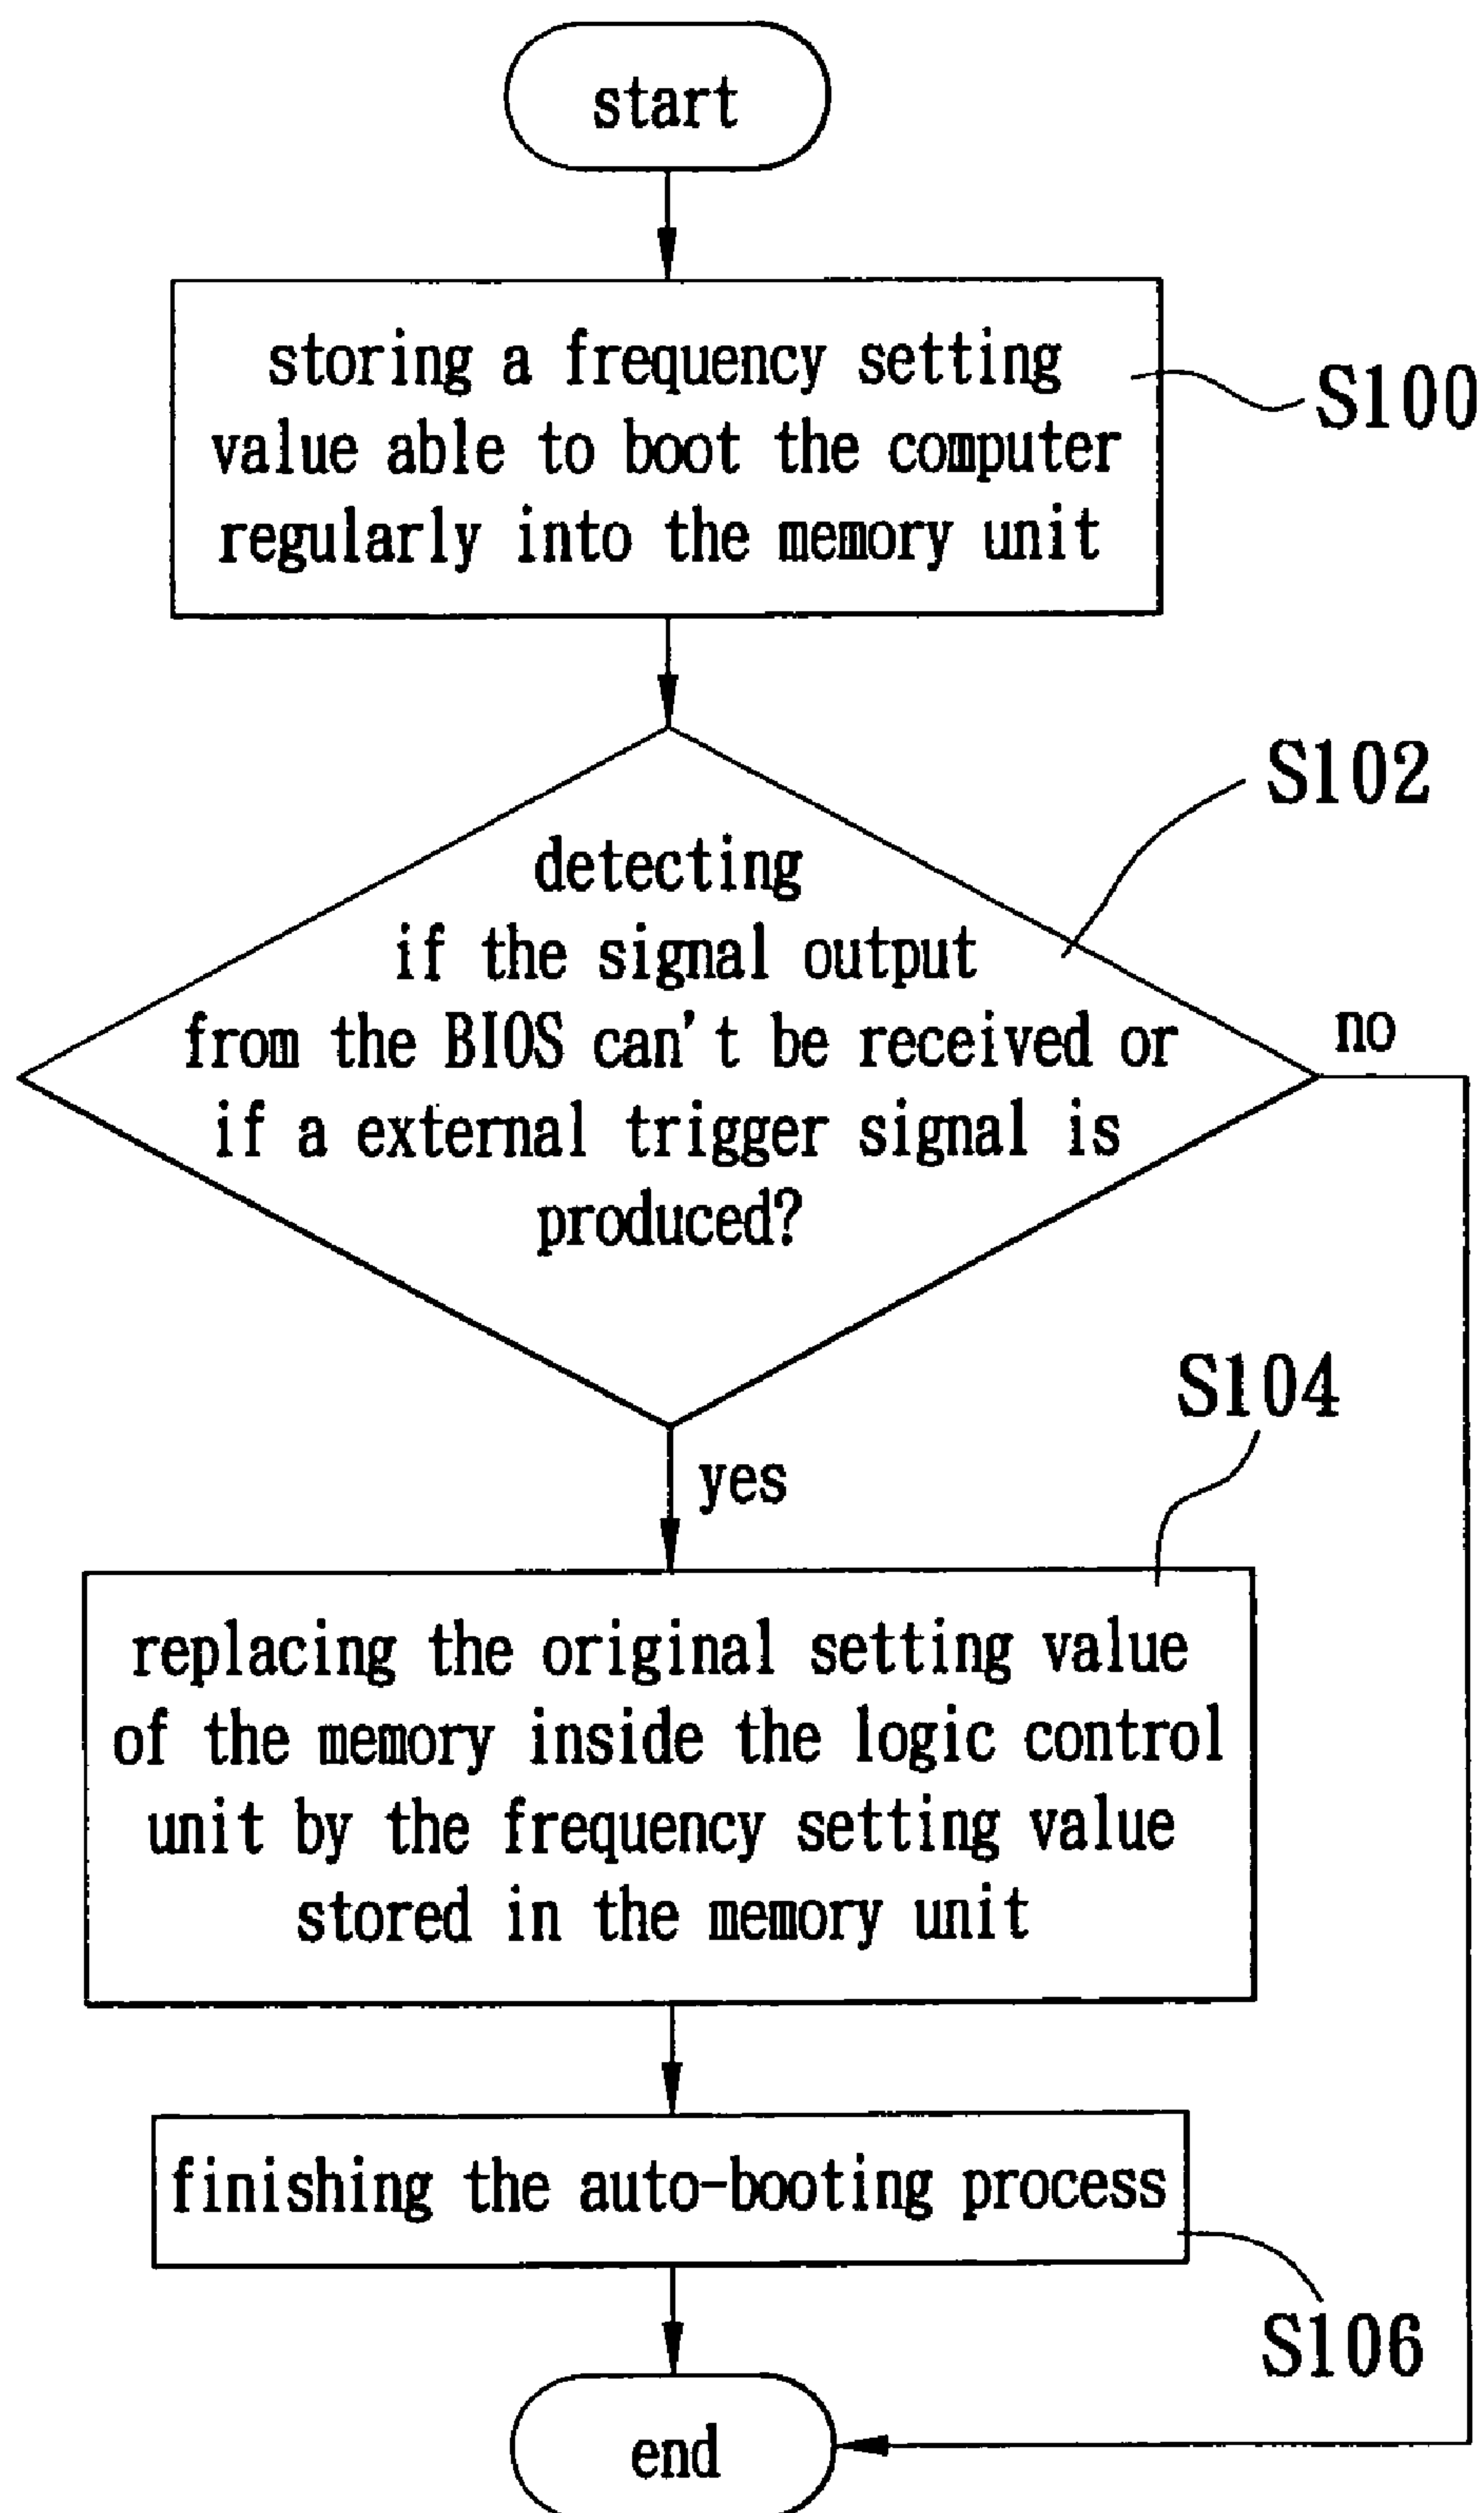 start
storing a frequency setting
value able to boot the computer
regularly into the memory unit
S100
S102
detecting
if the signal output
from the BIOS can't be received or
if a external trigger signal is
produced?
no
yes
S104
replacing the original setting value
of the memory inside the logic control
unit by the frequency setting value
stored in the memory unit
finishing the auto-booting process
S106
end